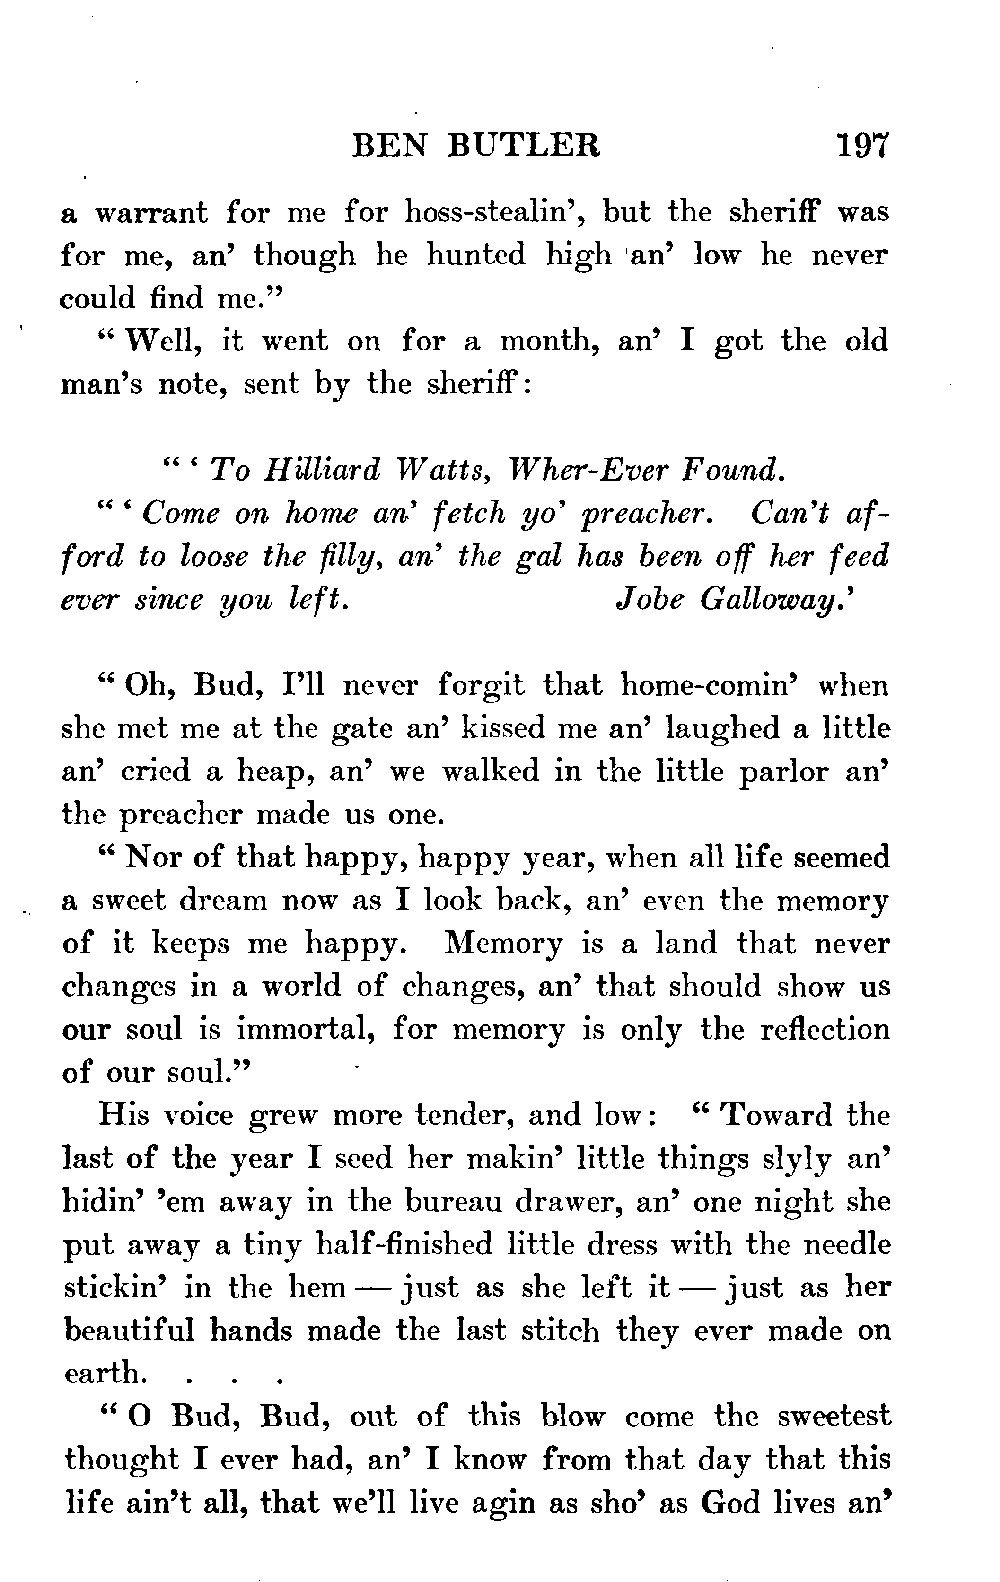 BEN BUTLER 197
a warrant for me for hoss-stealin', but the sheriff was
for me, an' though he hunted high an' low he never
could find me."
" Well, it went on for a month, an' I got the old
man's note, sent by the sheriff:
" ' To Hilliard Watts, Wher-Ever Found.
" ' Come on home an' fetch yo' preacher. Can't af-
ford to loose the filly, an' the gal has been off her feed
ever since you left. Jobe Galloway.'
" Oh, Bud, I'll never forgit that home-comin' when
she met me at the gate an' kissed me an' laughed a little
an' cried a heap, an' we walked in the little parlor an'
the preacher made us one.
" Nor of that happy, happy year, when all life seemed
a sweet dream now as I look back, an' even the memory
of it keeps me happy. Memory is a land that never
changes in a world of changes, an' that should show us
our soul is immortal, for memory is only the reflection
of our soul."
His voice grew more tender, and low: " Toward the
last of the year I seed her makin' little things slyly an'
hidin' 'em away in the bureau drawer, an' one night she
put away a tiny half-finished little dress with the needle
stickin' in the hem — just as she left it — just as her
beautiful hands made the last stitch they ever made on
earth. . . .
" O Bud, Bud, out of this blow come the sweetest
thought I ever had, an' I know from that day that this
life ain't all, that we'll live agin as sho' as God lives an'